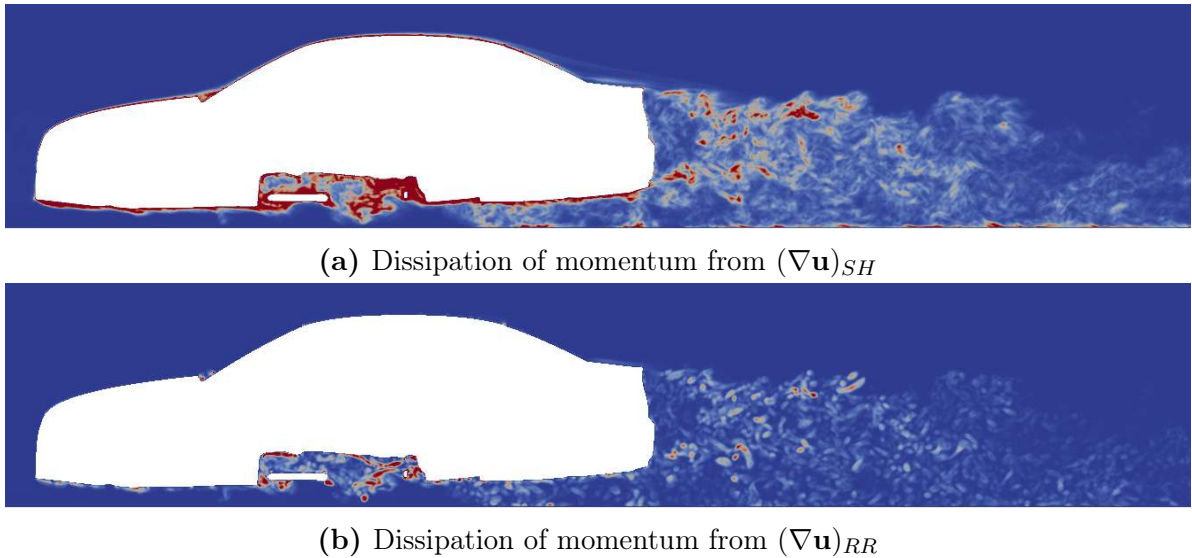 (a) Dissipation of momentum from (∇u)_{SH}
(b) Dissipation of momentum from (∇u)_{RR}